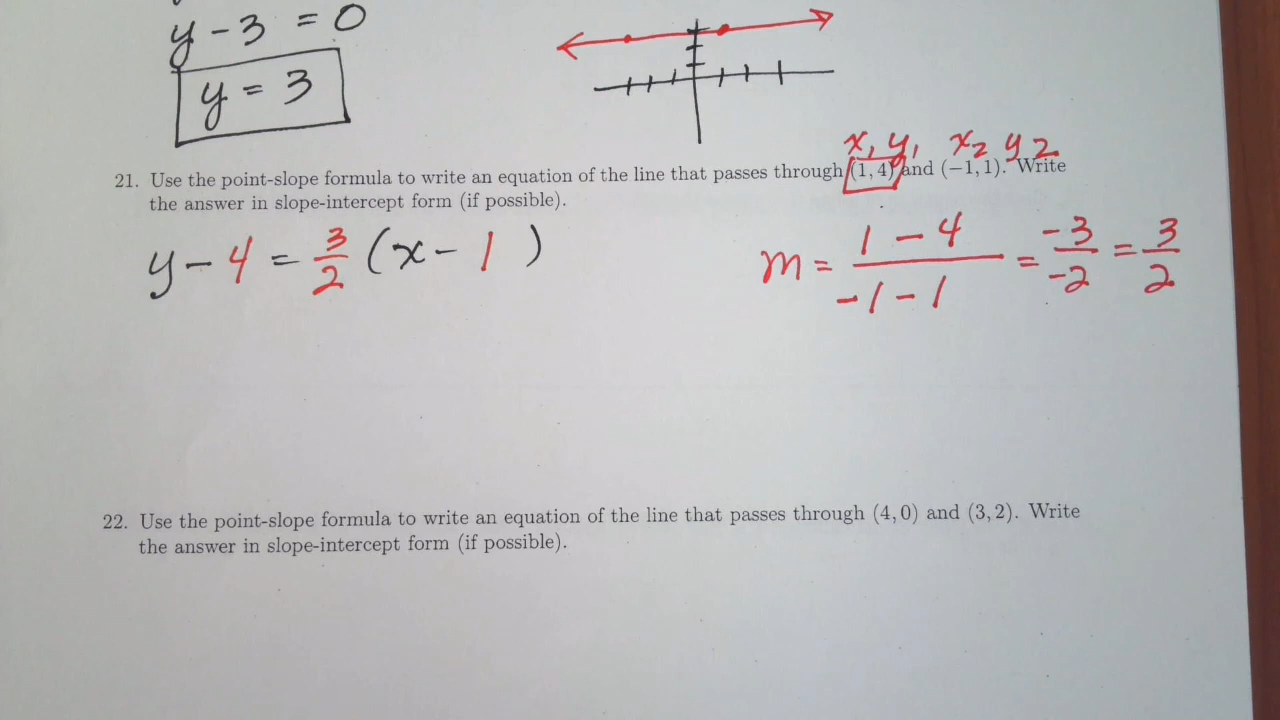 y - 3 = 0
y = 3
x1 y1 x2 y2
21. Use the point-slope formula to write an equation of the line that passes through (1, 4) and (−1, 1). Write
the answer in slope-intercept form (if possible).
y - 4 = 3/2 (x - 1 )
m = 1 - 4 / -1 - 1 = -3/-2 = 3/2
22. Use the point-slope formula to write an equation of the line that passes through (4, 0) and (3, 2). Write
the answer in slope-intercept form (if possible).